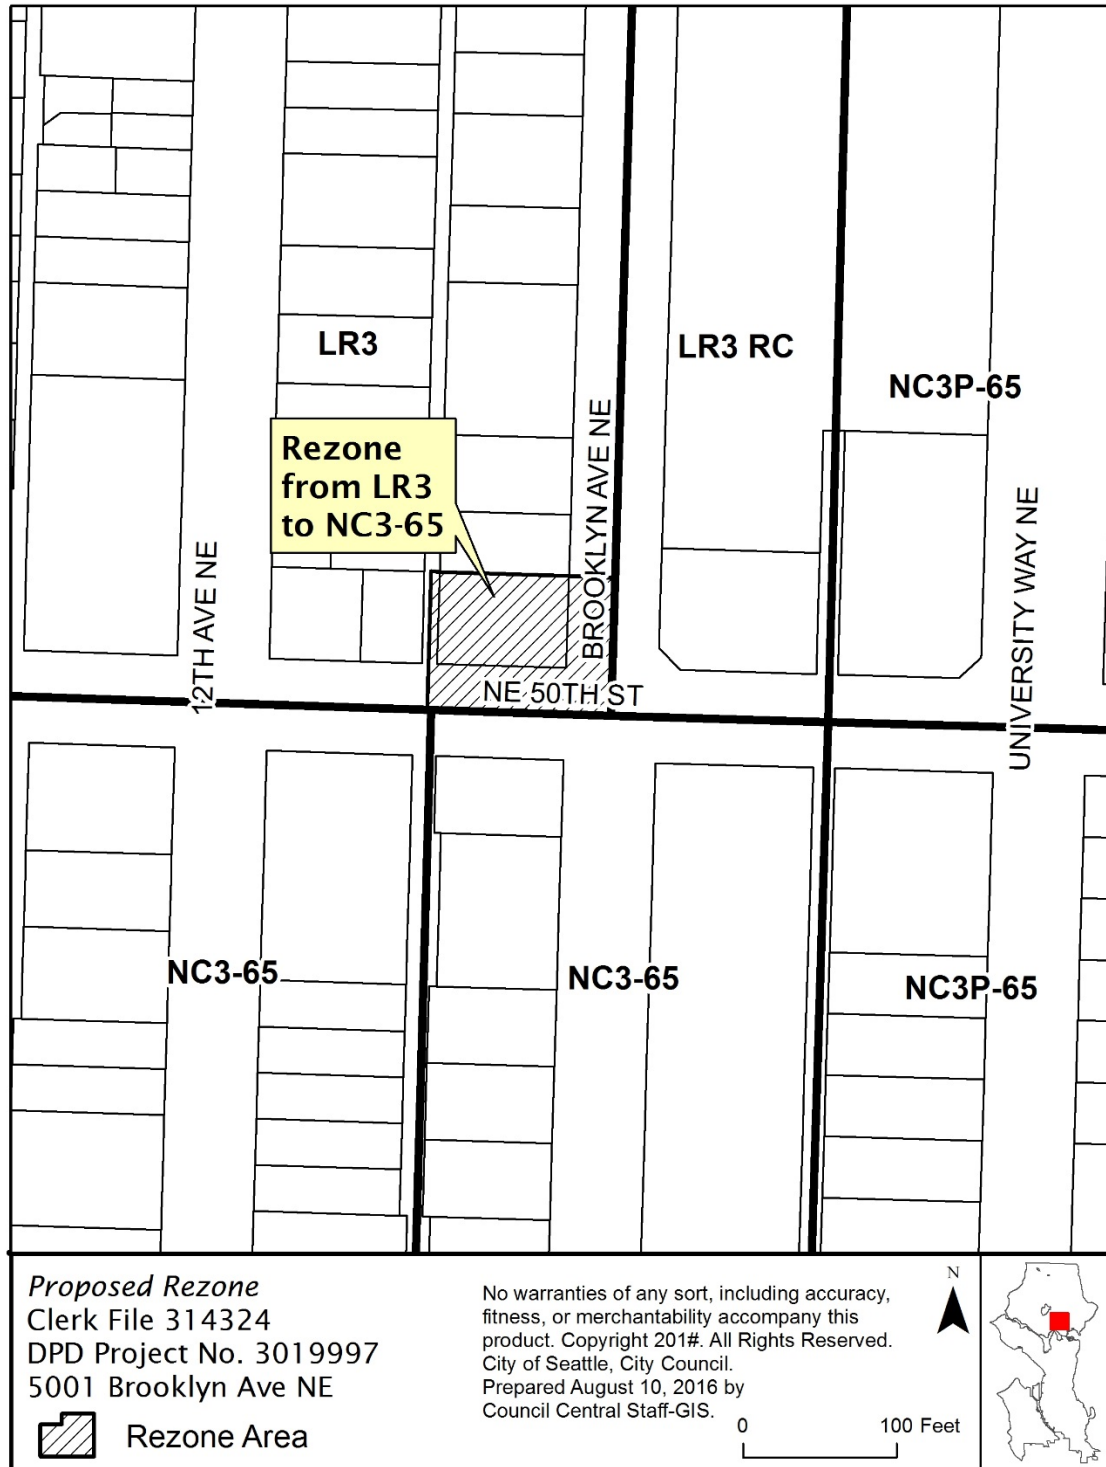 LR3
LR3 RC
NC3P-65
Rezone
from LR3
to NC3-65
BROOKLYN AVE NE
12TH AVE NE
UNIVERSITY WAY NE
NE 50TH ST
NC3-65
NC3-65
NC3P-65
Proposed Rezone
Clerk File 314324
DPD Project No. 3019997
5001 Brooklyn Ave NE
Rezone Area
No warranties of any sort, including accuracy,
fitness, or merchantability accompany this
product. Copyright 201#. All Rights Reserved.
City of Seattle, City Council.
Prepared August 10, 2016 by
Council Central Staff-GIS.
0 100 Feet
N